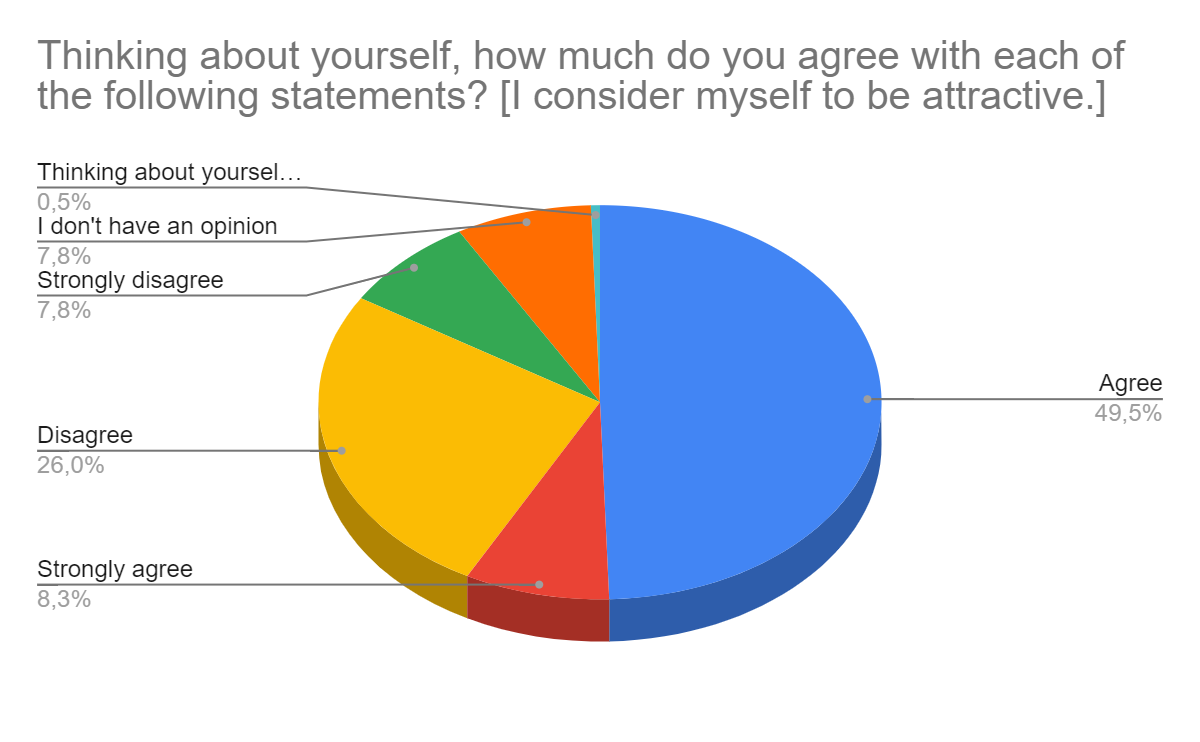 Thinking about yourself, how much do you agree with each of
the following statements? [I consider myself to be attractive.]
Thinking about yoursel…
0,5%
I don't have an opinion
7,8%
Strongly disagree
7,8%
Agree
49,5%
Disagree
26,0%
Strongly agree
8,3%